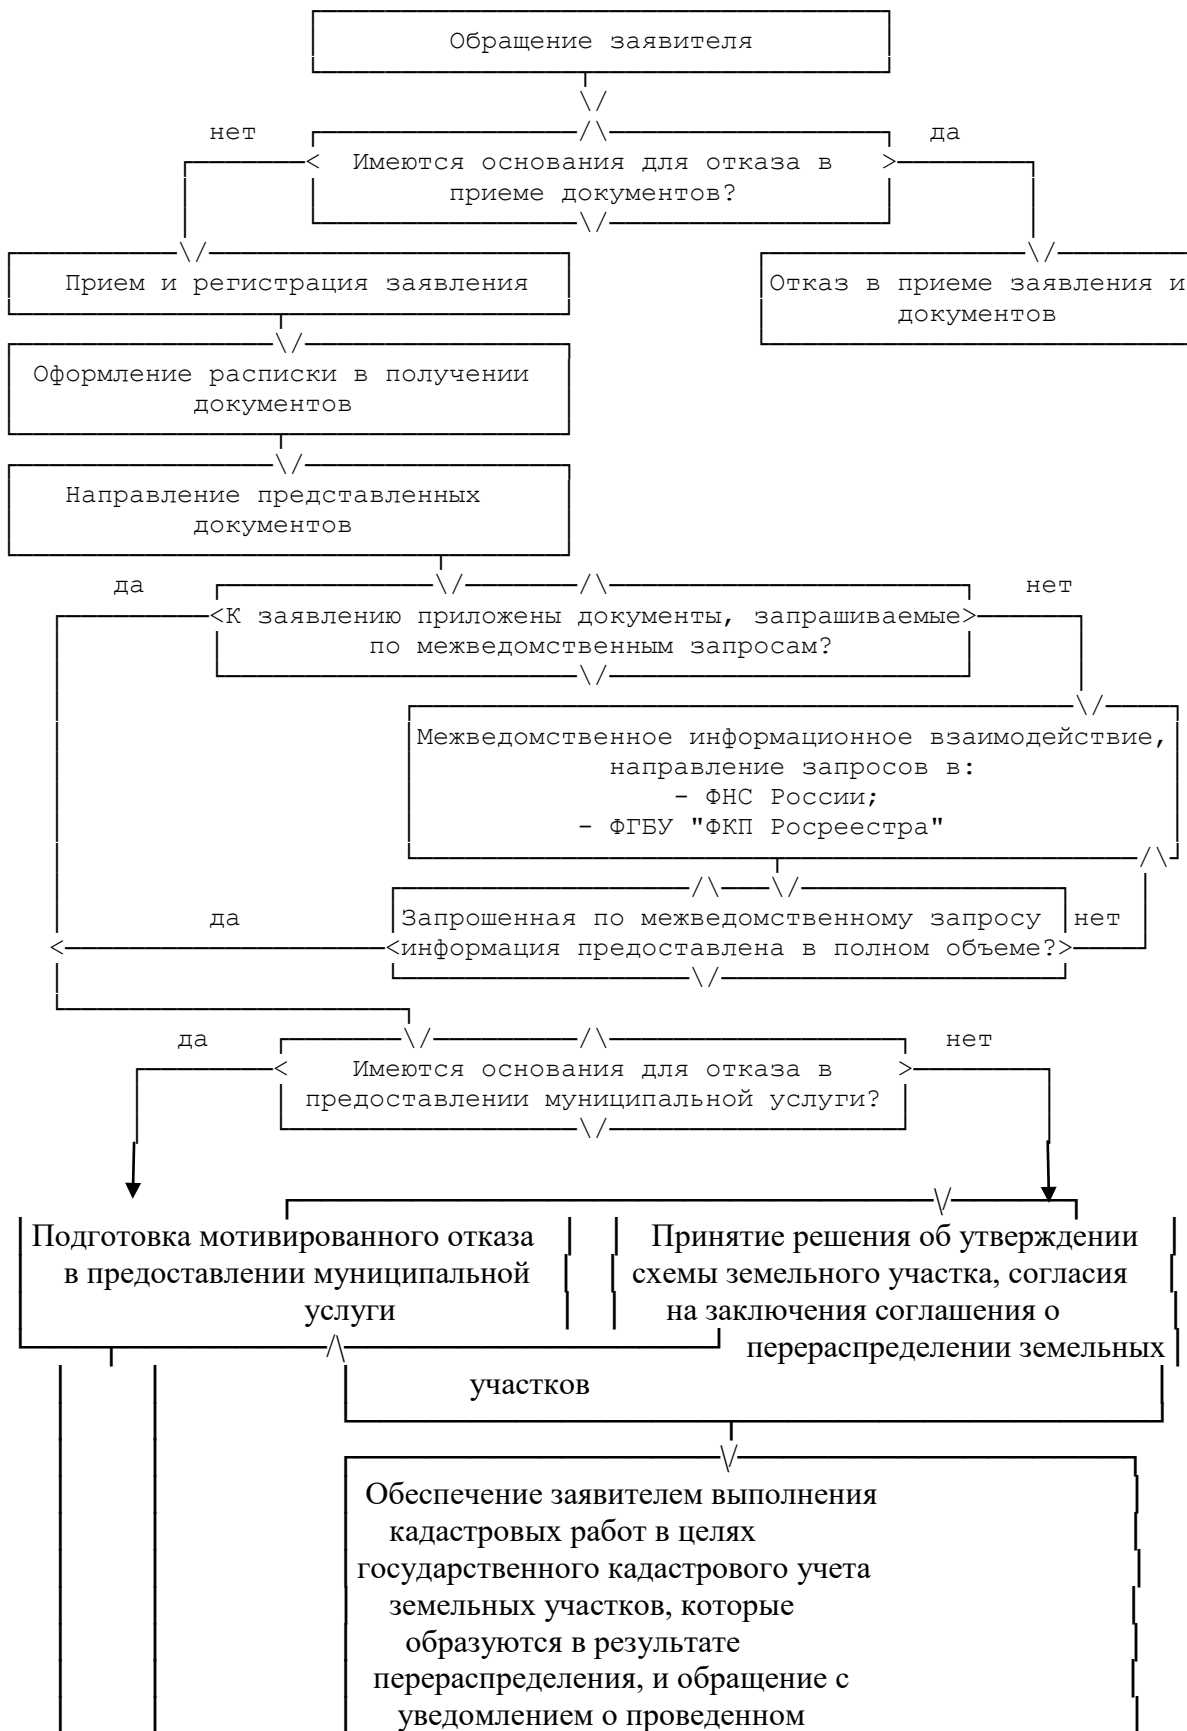 Обращение заявителя
нет
да
Имеются основания для отказа в
приеме документов?
Прием и регистрация заявления
Отказ в приеме заявления и
документов
Оформление расписки в получении
документов
Направление представленных
документов
да
нет
К заявлению приложены документы, запрашиваемые
по межведомственным запросам?
Межведомственное информационное взаимодействие,
направление запросов в:
- ФНС России;
- ФГБУ "ФКП Росреестра"
да
Запрошенная по межведомственному запросу
нет
информация предоставлена в полном объеме?
да
нет
Имеются основания для отказа в
предоставлении муниципальной услуги?
Подготовка мотивированного отказа
в предоставлении муниципальной
услуги
Принятие решения об утверждении
схемы земельного участка, согласия
на заключения соглашения о
перераспределении земельных
участков
Обеспечение заявителем выполнения
кадастровых работ в целях
государственного кадастрового учета
земельных участков, которые
образуются в результате
перераспределения, и обращение с
уведомлением о проведенном